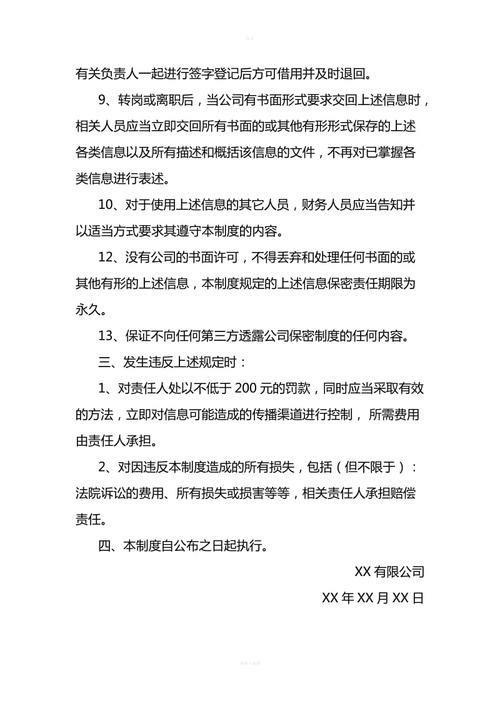 有关负责人一起进行签字登记后方可借用并及时退回。
9、转岗或离职后，当公司有书面形式要求交回上述信息时，
相关人员应当立即交回所有书面的或其他有形形式保存的上述
各类信息以及所有描述和概括该信息的文件，不再对已掌握各
类信息进行表述。
10、对于使用上述信息的其它人员，财务人员应当告知并
以适当方式要求其遵守本制度的内容。
12、没有公司的书面许可，不得丢弃和处理任何书面的或
其他有形的上述信息，本制度规定的上述信息保密责任期限为
永久。
13、保证不向任何第三方透露公司保密制度的任何内容。
三、发生违反上述规定时：
1、对责任人处以不低于 200 元的罚款，同时应当采取有效
的方法，立即对信息可能造成的传播渠道进行控制， 所需费用
由责任人承担。
2、对因违反本制度造成的所有损失，包括（但不限于）:
法院诉讼的费用、所有损失或损害等等，相关责任人承担赔偿
责任。
四、本制度自公布之日起执行。
XX 有限公司
XX 年 XX 月 XX 日